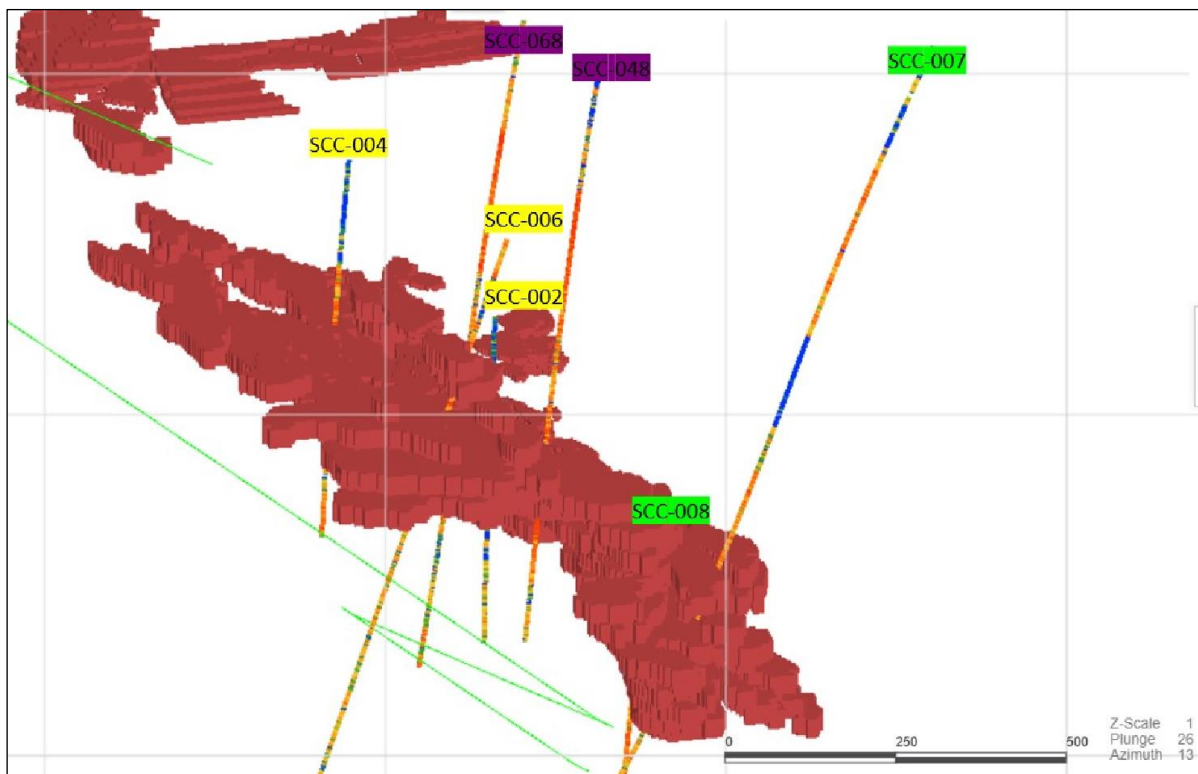 SCC-068
SCC-048
SCC-007
SCC-004
SCC-006
SCC-002
SCC-008
Z-Scale 1
Plunge 26
Azimuth 13
0 250 500